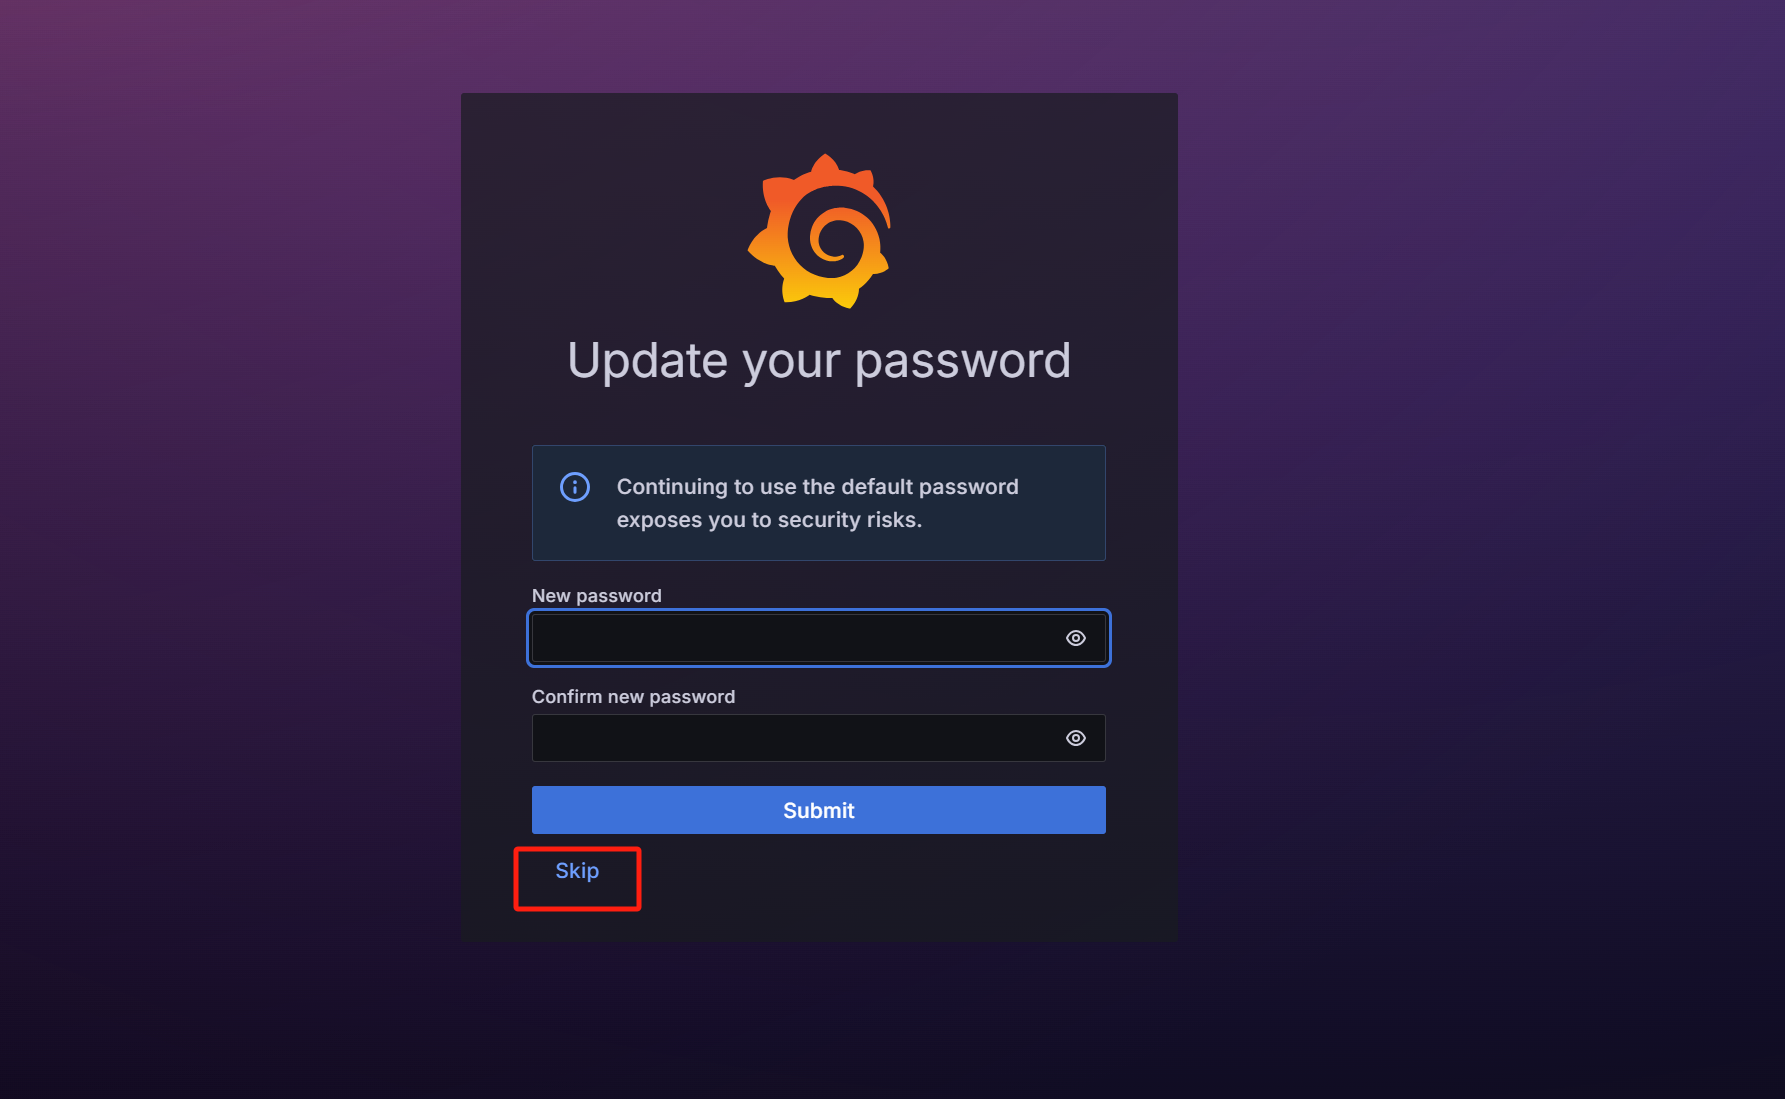 Update your password
Continuing to use the default password
exposes you to security risks.
New password
Confirm new password
Submit
Skip